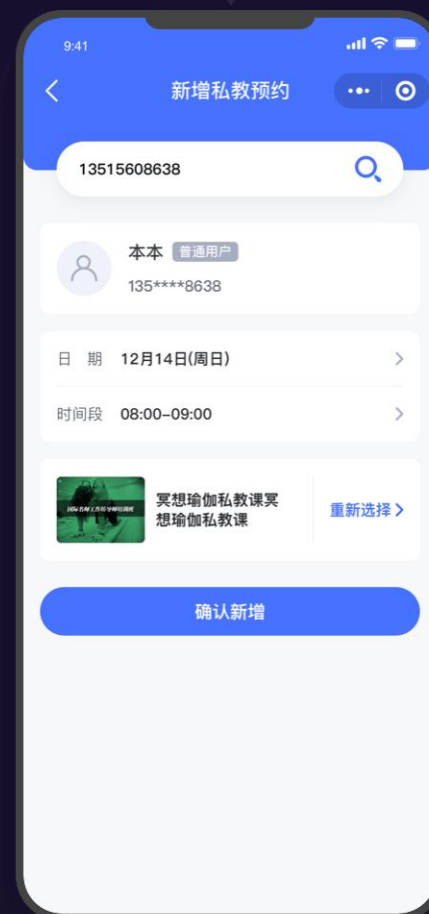 9:41
新增私教预约
13515608638
本本 普通用户
135****8638
日 期 12月14日(周日)
时间段 08:00-09:00
冥想瑜伽私教课冥
想瑜伽私教课
重新选择
确认新增